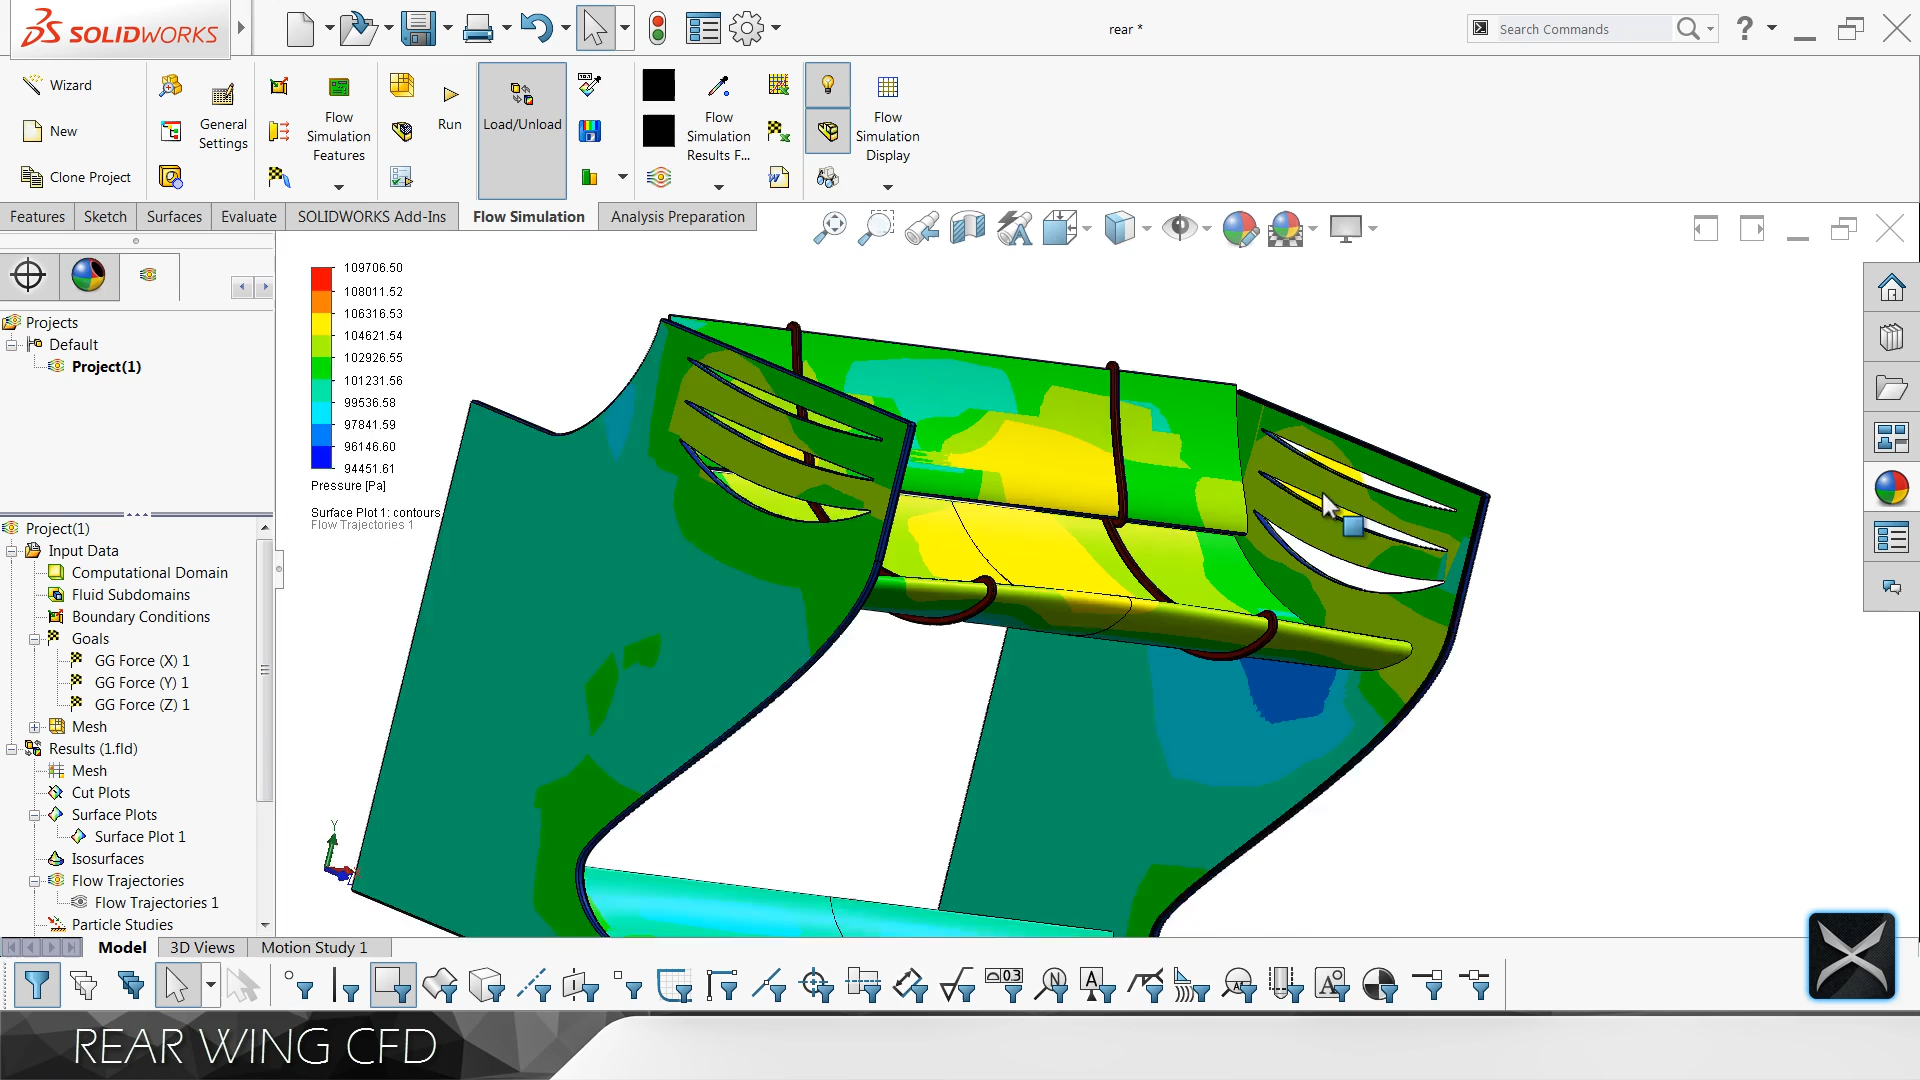 SOLIDWORKS
rear *
Search Commands
Wizard
New
Clone Project
General
Settings
Flow
Simulation
Features
Run
Load/Unload
Flow
Simulation
Results F...
Flow
Simulation
Display
Features
Sketch
Surfaces
Evaluate
SOLIDWORKS Add-Ins
Flow Simulation
Analysis Preparation
Projects
Default
Project(1)
109706.50
108011.52
106316.53
104621.54
102926.55
101231.56
99536.58
97841.59
96146.60
94451.61
Pressure [Pa]
Surface Plot 1: contours
Flow Trajectories 1
Project(1)
Input Data
Computational Domain
Fluid Subdomains
Boundary Conditions
Goals
GG Force (X) 1
GG Force (Y) 1
GG Force (Z) 1
Mesh
Results (1.fld)
Mesh
Cut Plots
Surface Plots
Surface Plot 1
Isosurfaces
Flow Trajectories
Flow Trajectories 1
Particle Studies
Y
Model
3D Views
Motion Study 1
REAR WING CFD